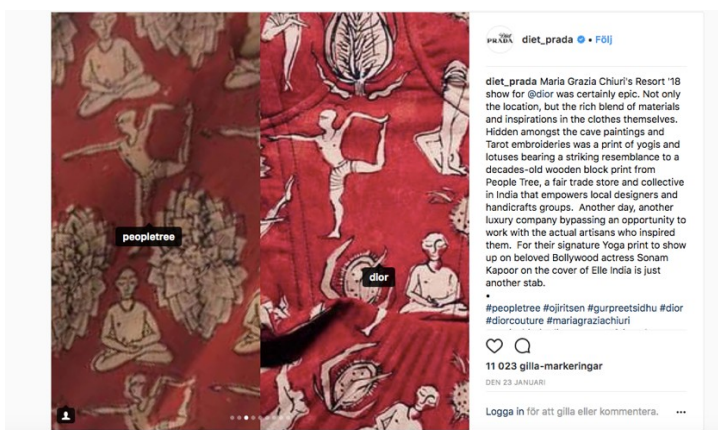 peopletree
dior
PRADA
diet_prada • Följ
diet_prada Maria Grazia Chiuri's Resort '18
show for @dior was certainly epic. Not only
the location, but the rich blend of materials
and inspirations in the clothes themselves.
Hidden amongst the cave paintings and
Tarot embroideries was a print of yogis and
lotuses bearing a striking resemblance to a
decades-old wooden block print from
People Tree, a fair trade store and collective
in India that empowers local designers and
handicrafts groups.  Another day, another
luxury company bypassing an opportunity to
work with the actual artisans who inspired
them.  For their signature Yoga print to show
up on beloved Bollywood actress Sonam
Kapoor on the cover of Elle India is just
another stab.
•
#peopletree #ojiritsen #gurpreetsidhu #dior
#diorcouture #mariagraziachiuri
11 023 gilla-markeringar
DEN 23 JANUARI
Logga in för att gilla eller kommentera.